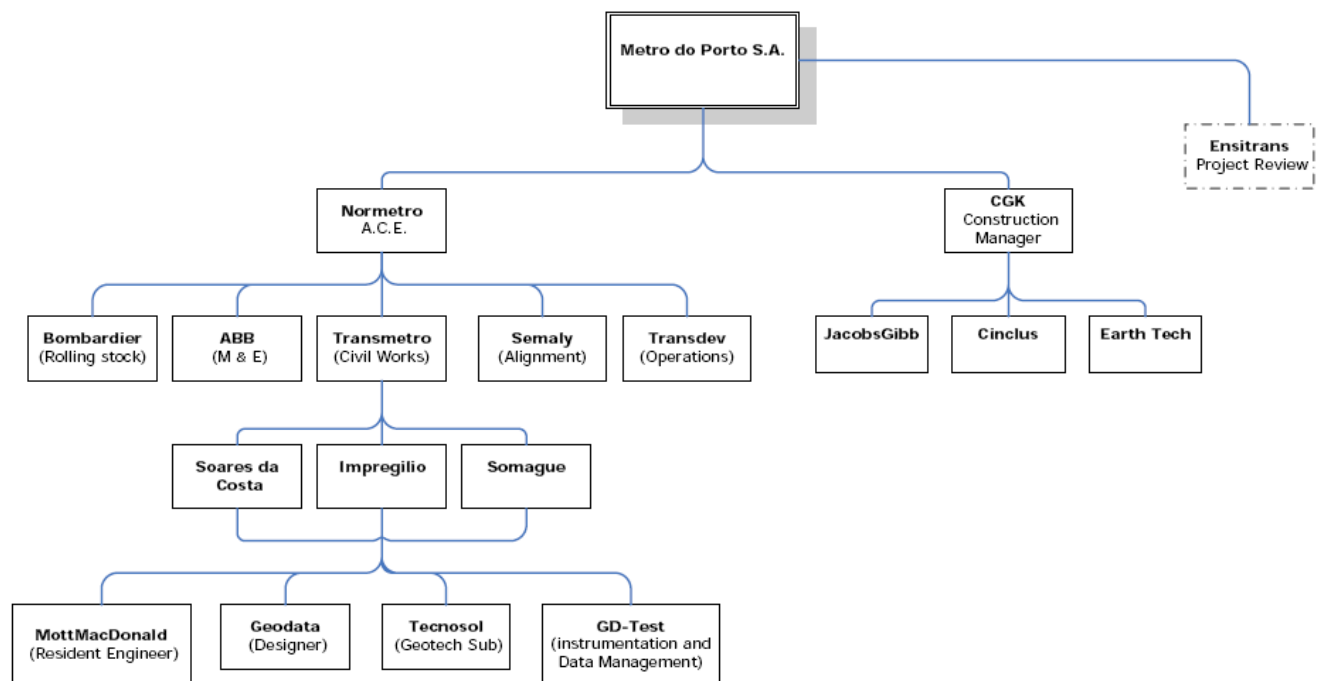 Metro do Porto S.A.
Ensitrans
Project Review
Normetro
A.C.E.
CGK
Construction
Manager
Bombardier
(Rolling stock)
ABB
(M & E)
Transmetro
(Civil Works)
Semaly
(Alignment)
Transdev
(Operations)
JacobsGibb
Cinclus
Earth Tech
Soares da
Costa
Impregilio
Somague
MottMacDonald
(Resident Engineer)
Geodata
(Designer)
Tecnosol
(Geotech Sub)
GD-Test
(instrumentation and
Data Management)